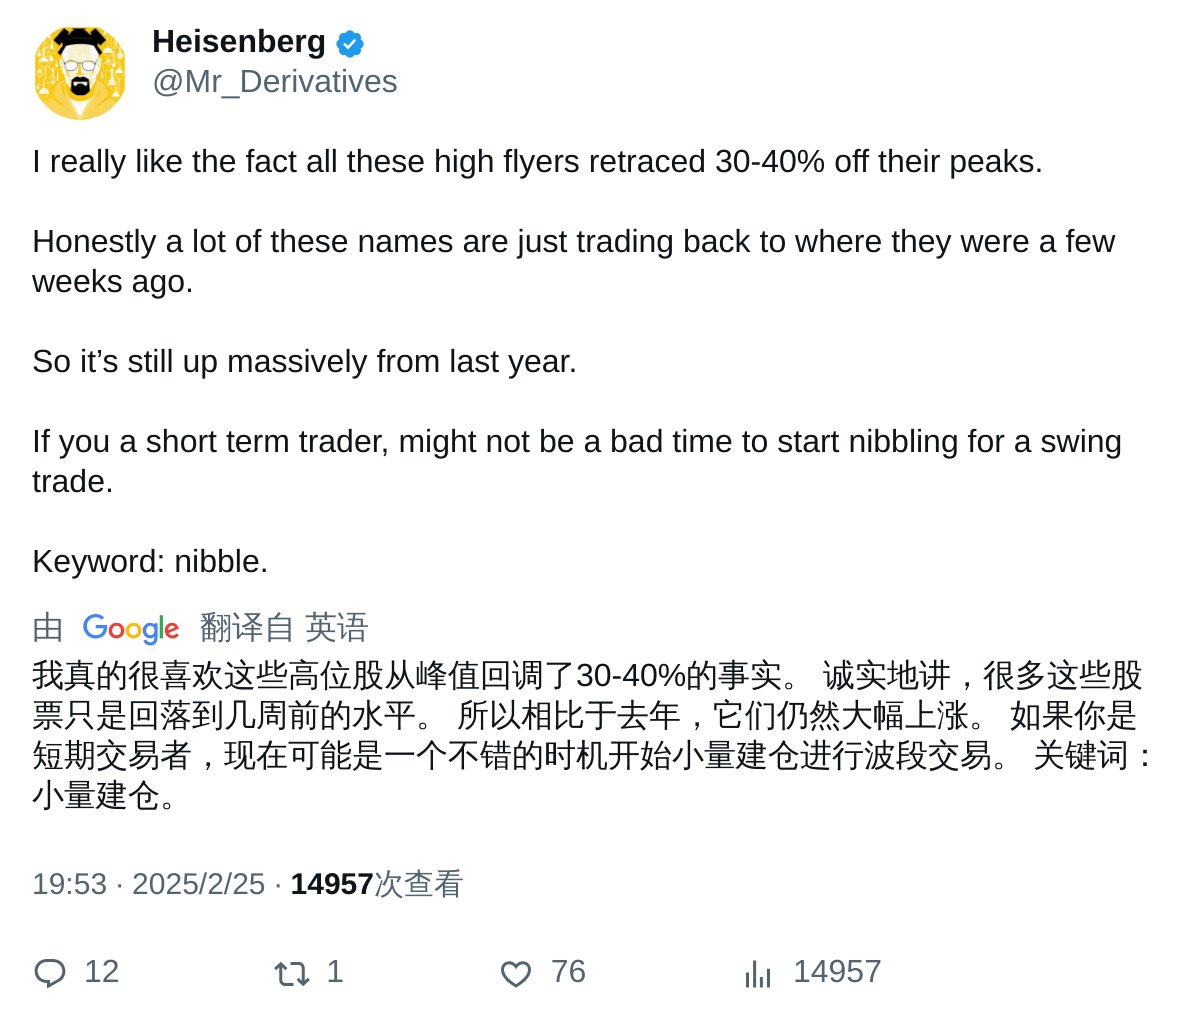 Heisenberg
@Mr_Derivatives
I really like the fact all these high flyers retraced 30-40% off their peaks.
Honestly a lot of these names are just trading back to where they were a few
weeks ago.
So it’s still up massively from last year.
If you a short term trader, might not be a bad time to start nibbling for a swing
trade.
Keyword: nibble.
由 Google 翻译自 英语
我真的很喜欢这些高位股从峰值回调了30-40%的事实。 诚实地讲，很多这些股
票只是回落到几周前的水平。 所以相比于去年，它们仍然大幅上涨。 如果你是
短期交易者，现在可能是一个不错的时机开始小量建仓进行波段交易。 关键词：
小量建仓。
19:53 · 2025/2/25 · 14957次查看
12 1 76 14957